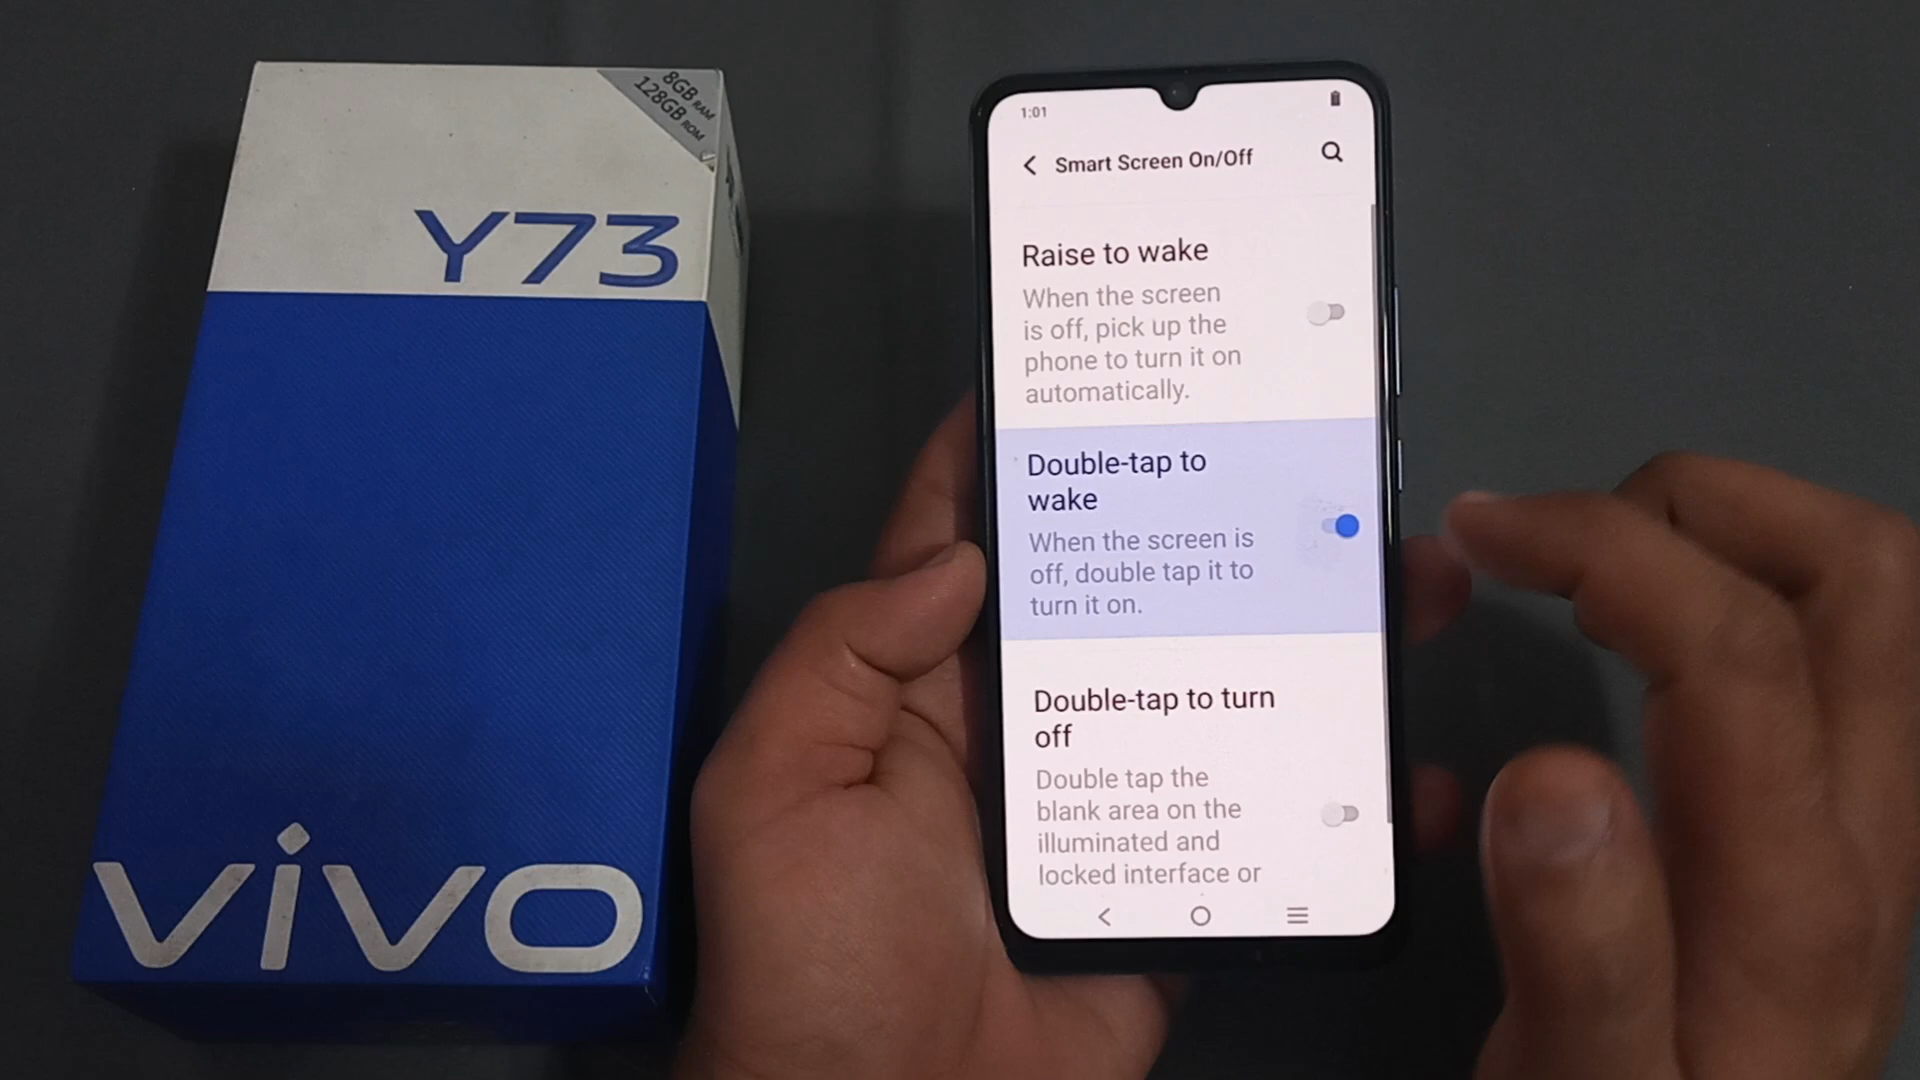 8GB RAM
128GB ROM
Y73
vivo
1:01
Smart Screen On/Off
Raise to wake
When the screen
is off, pick up the
phone to turn it on
automatically.
Double-tap to
wake
When the screen is
off, double tap it to
turn it on.
Double-tap to turn
off
Double tap the
blank area on the
illuminated and
locked interface or